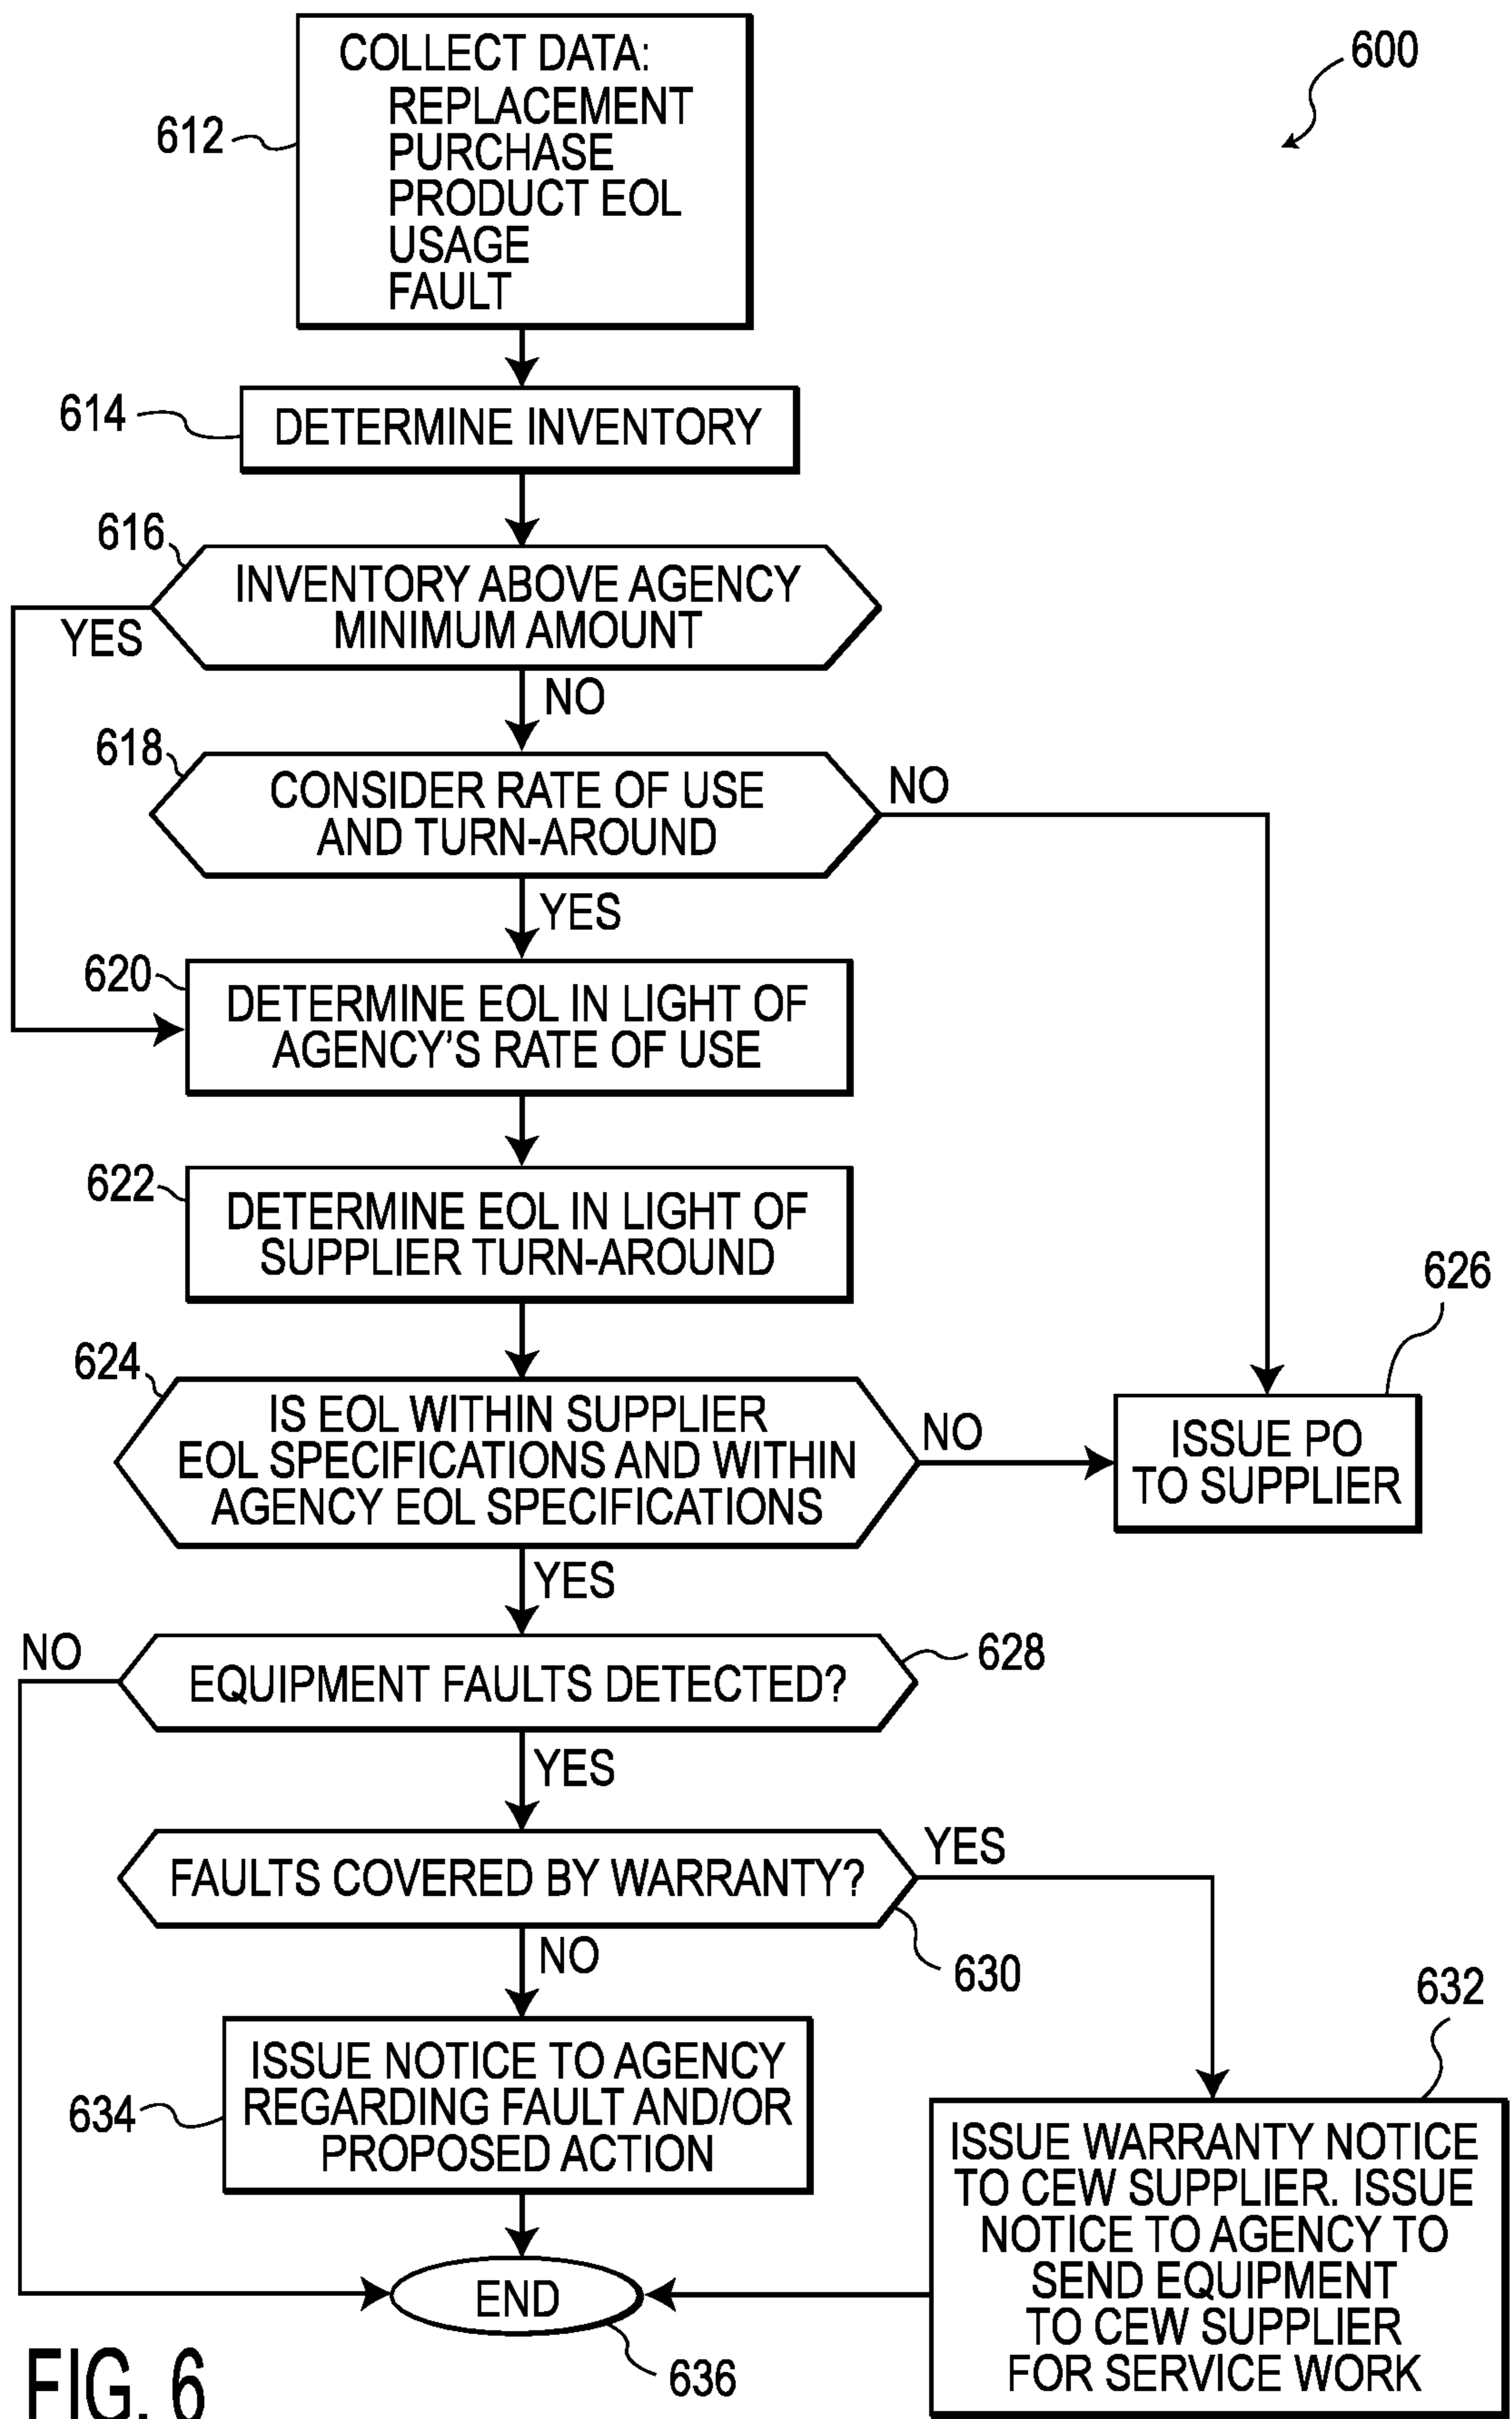 600
COLLECT DATA:
REPLACEMENT
PURCHASE
PRODUCT EOL
USAGE
FAULT
612
614
DETERMINE INVENTORY
616
INVENTORY ABOVE AGENCY
MINIMUM AMOUNT
YES
NO
618
CONSIDER RATE OF USE
AND TURN-AROUND
NO
YES
620
DETERMINE EOL IN LIGHT OF
AGENCY'S RATE OF USE
622
DETERMINE EOL IN LIGHT OF
SUPPLIER TURN-AROUND
624
IS EOL WITHIN SUPPLIER
EOL SPECIFICATIONS AND WITHIN
AGENCY EOL SPECIFICATIONS
NO
626
ISSUE PO
TO SUPPLIER
YES
NO
EQUIPMENT FAULTS DETECTED?
628
YES
FAULTS COVERED BY WARRANTY?
YES
630
NO
632
ISSUE NOTICE TO AGENCY
REGARDING FAULT AND/OR
PROPOSED ACTION
634
ISSUE WARRANTY NOTICE
TO CEW SUPPLIER. ISSUE
NOTICE TO AGENCY TO
SEND EQUIPMENT
TO CEW SUPPLIER
FOR SERVICE WORK
END
636
FIG. 6